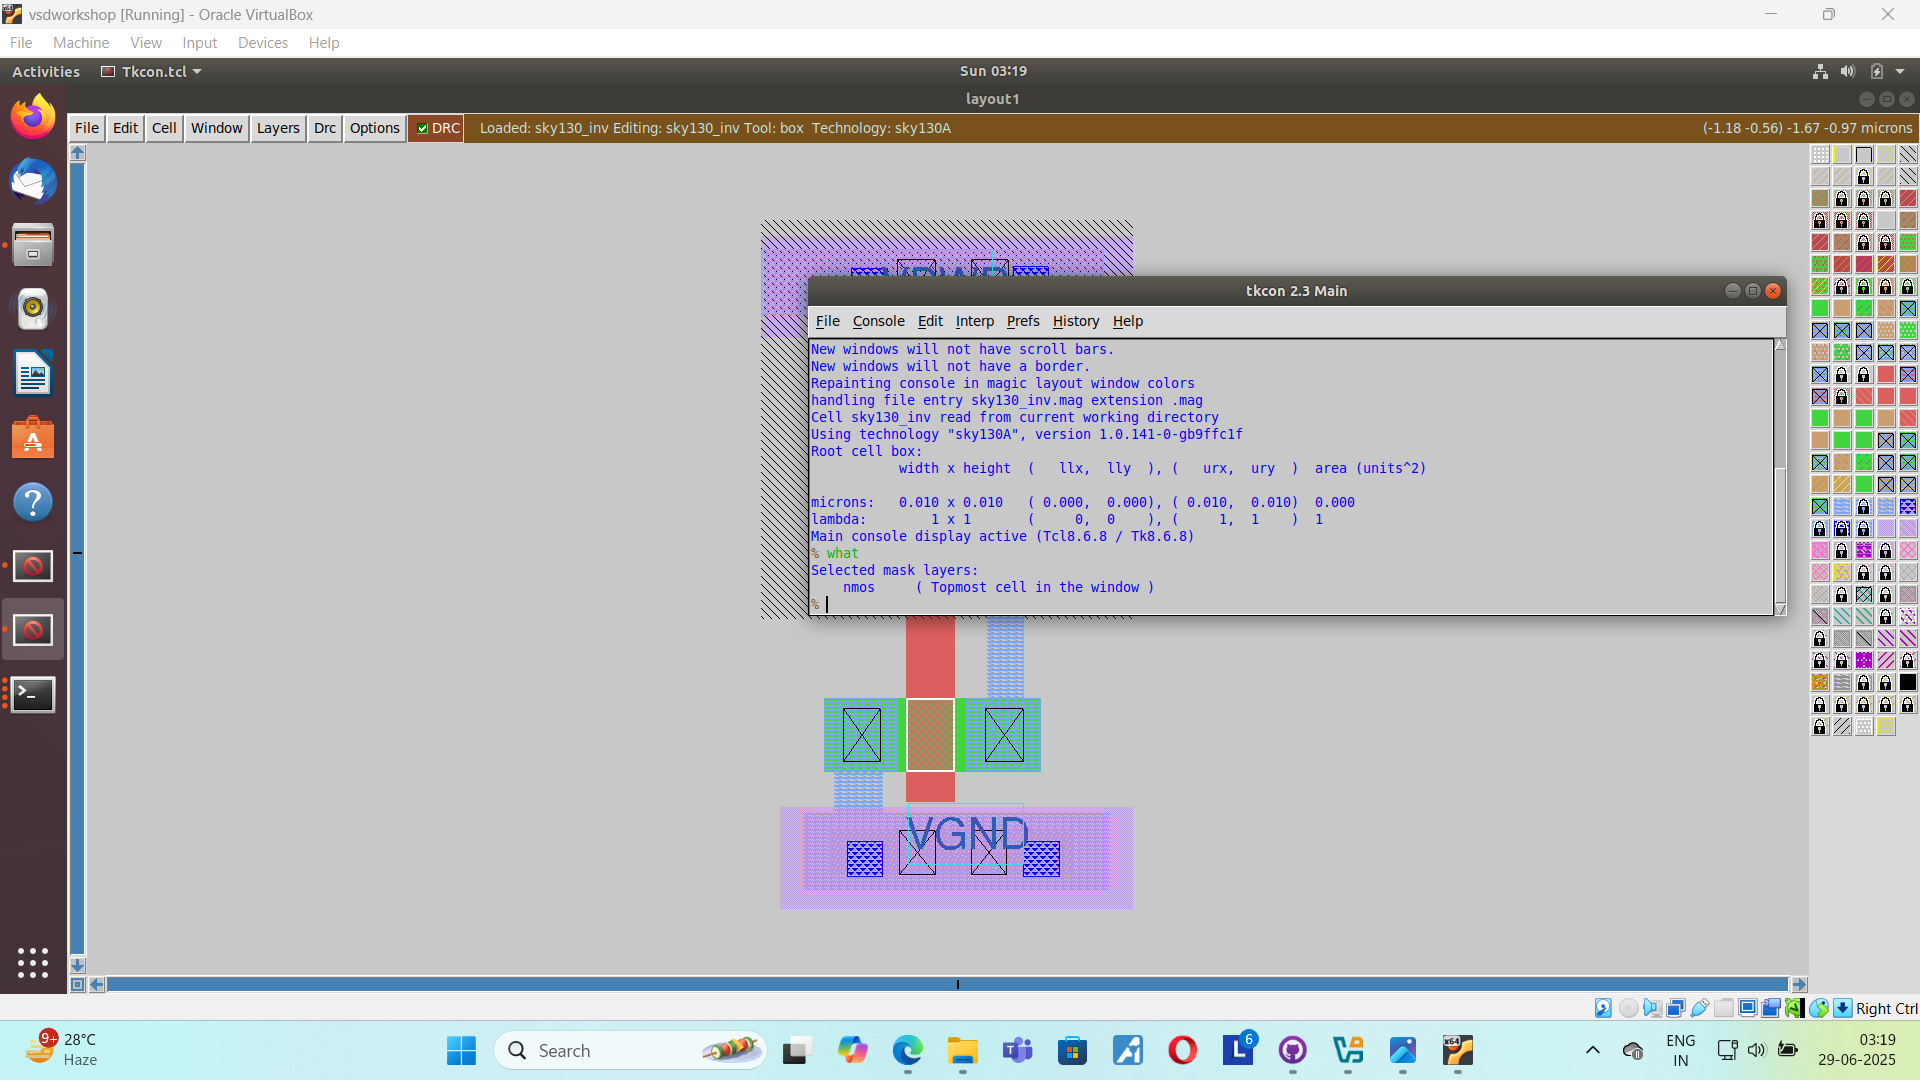 vsdworkshop [Running] - Oracle VirtualBox
File Machine View Input Devices Help
Activities Tkcon.tcl Sun 03:19
layout1
File Edit Cell Window Layers Drc Options DRC Loaded: sky130_inv Editing: sky130_inv Tool: box Technology: sky130A (-1.18 -0.56) -1.67 -0.97 microns
tkcon 2.3 Main
File Console Edit Interp Prefs History Help
New windows will not have scroll bars.
New windows will not have a border.
Repainting console in magic layout window colors
handling file entry sky130_inv.mag extension .mag
Cell sky130_inv read from current working directory
Using technology "sky130A", version 1.0.141-0-gb9ffc1f
Root cell box:
width x height ( llx, lly ), ( urx, ury ) area (units^2)
microns: 0.010 x 0.010 ( 0.000, 0.000), ( 0.010, 0.010) 0.000
lambda: 1 x 1 ( 0, 0 ), ( 1, 1 ) 1
Main console display active (Tcl8.6.8 / Tk8.6.8)
% what
Selected mask layers:
nmos ( Topmost cell in the window )
%
VGND
Right Ctrl
9+ 28°C
Haze
Search
6
ENG
IN
03:19
29-06-2025